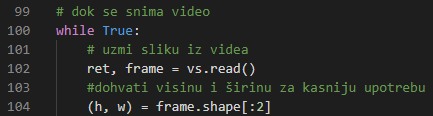 99 # dok se snima video
100 while True:
101 # uzmi sliku iz videa
102 ret, frame = vs.read()
103 #dohvati visinu i širinu za kasniju upotrebu
104 (h, w) = frame.shape[:2]